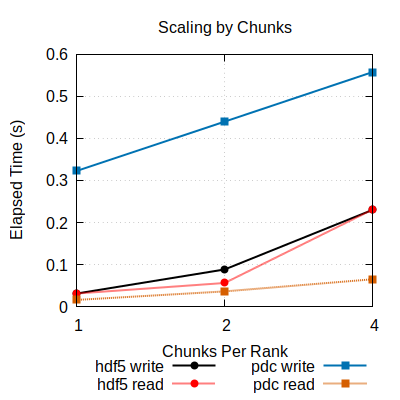 Scaling by Chunks
Elapsed Time (s)
0.6
0.5
0.4
0.3
0.2
0.1
0
1 2 4
Chunks Per Rank
hdf5 write pdc write
hdf5 read pdc read